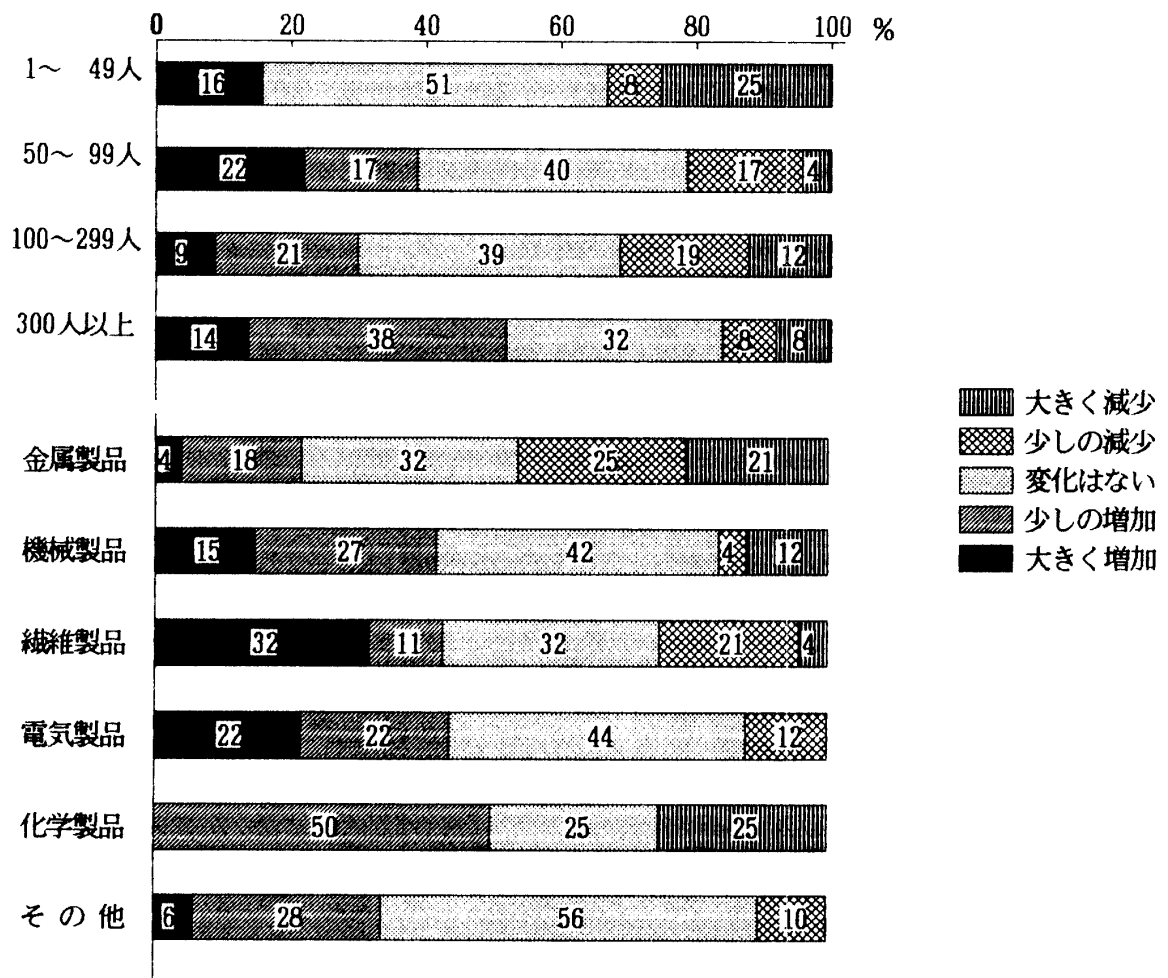 0 20 40 60 80 100 %
1～ 49人 16 51 8 25
50～ 99人 22 17 40 17 4
100～299人 9 21 39 19 12
300人以上 14 38 32 8 8
大きく減少
少しの減少
変化はない
少しの増加
大きく増加
金属製品 4 18 32 25 21
機械製品 15 27 42 4 12
繊維製品 32 11 32 21 4
電気製品 22 22 44 12
化学製品 50 25 25
その他 6 28 56 10